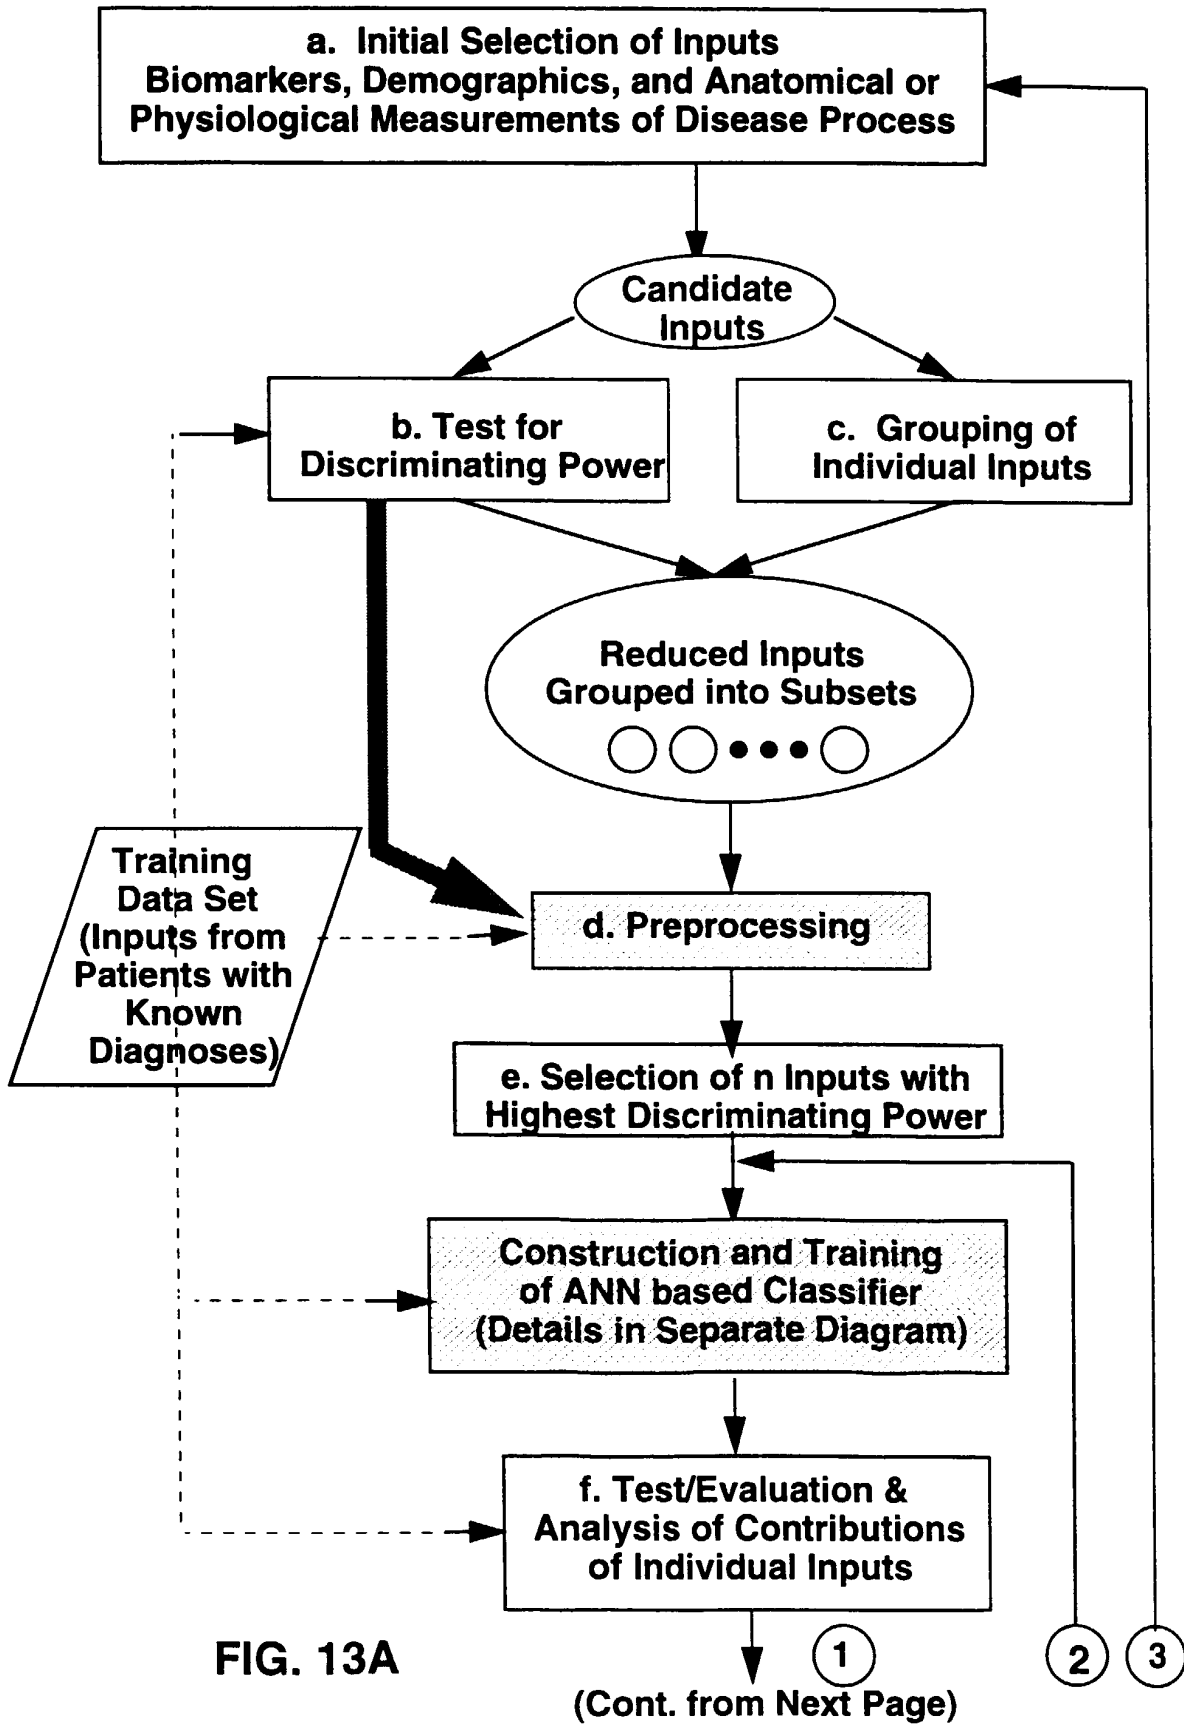 a. Initial Selection of Inputs
Biomarkers, Demographics, and Anatomical or
Physiological Measurements of Disease Process
Candidate
Inputs
b. Test for
Discriminating Power
c. Grouping of
Individual Inputs
Reduced Inputs
Grouped into Subsets
Training
Data Set
(Inputs from
Patients with
Known
Diagnoses)
d. Preprocessing
e. Selection of n Inputs with
Highest Discriminating Power
Construction and Training
of ANN based Classifier
(Details in Separate Diagram)
f. Test/Evaluation &
Analysis of Contributions
of Individual Inputs
FIG. 13A
1
2
3
(Cont. from Next Page)